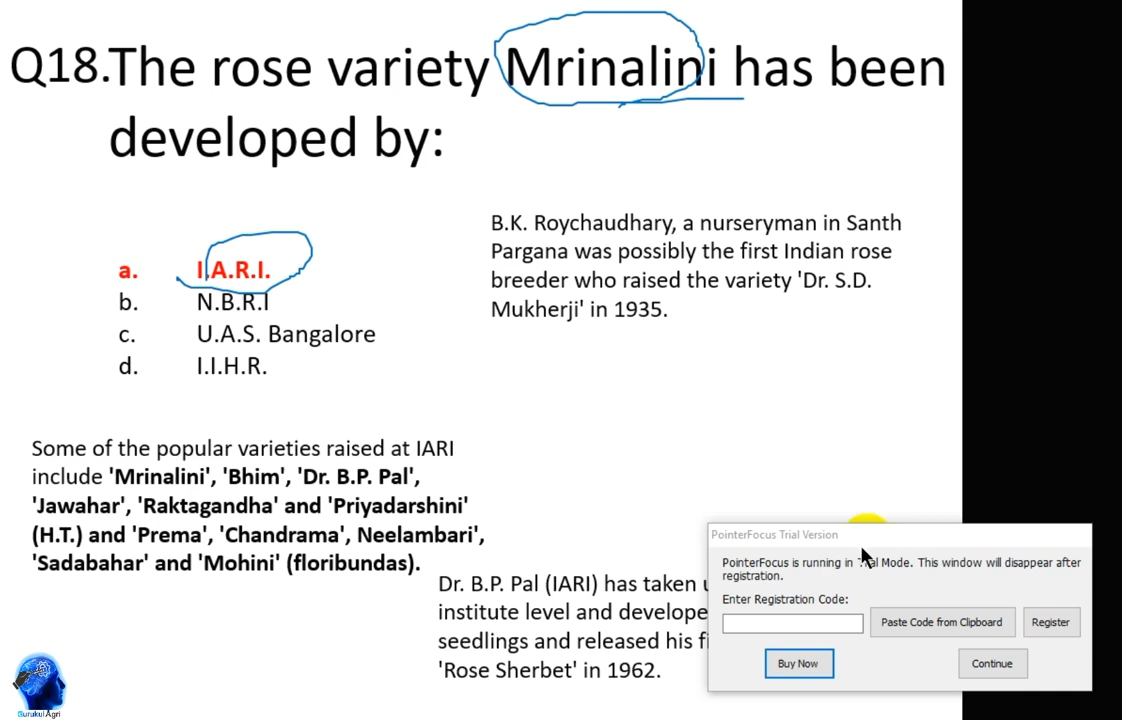 Q18.The rose variety Mrinalini has been
developed by:
a. I.A.R.I.
b. N.B.R.I
c. U.A.S. Bangalore
d. I.I.H.R.
B.K. Roychaudhary, a nurseryman in Santh
Pargana was possibly the first Indian rose
breeder who raised the variety 'Dr. S.D.
Mukherji' in 1935.
Some of the popular varieties raised at IARI
include 'Mrinalini', 'Bhim', 'Dr. B.P. Pal',
'Jawahar', 'Raktagandha' and 'Priyadarshini'
(H.T.) and 'Prema', 'Chandrama', Neelambari',
'Sadabahar' and 'Mohini' (floribundas).
Dr. B.P. Pal (IARI) has taken
institute level and develope
seedlings and released his
'Rose Sherbet' in 1962.
PointerFocus Trial Version
PointerFocus is running in Trial Mode. This window will disappear after
registration.
Enter Registration Code:
Paste Code from Clipboard
Register
Buy Now
Continue
Gurukul Agri